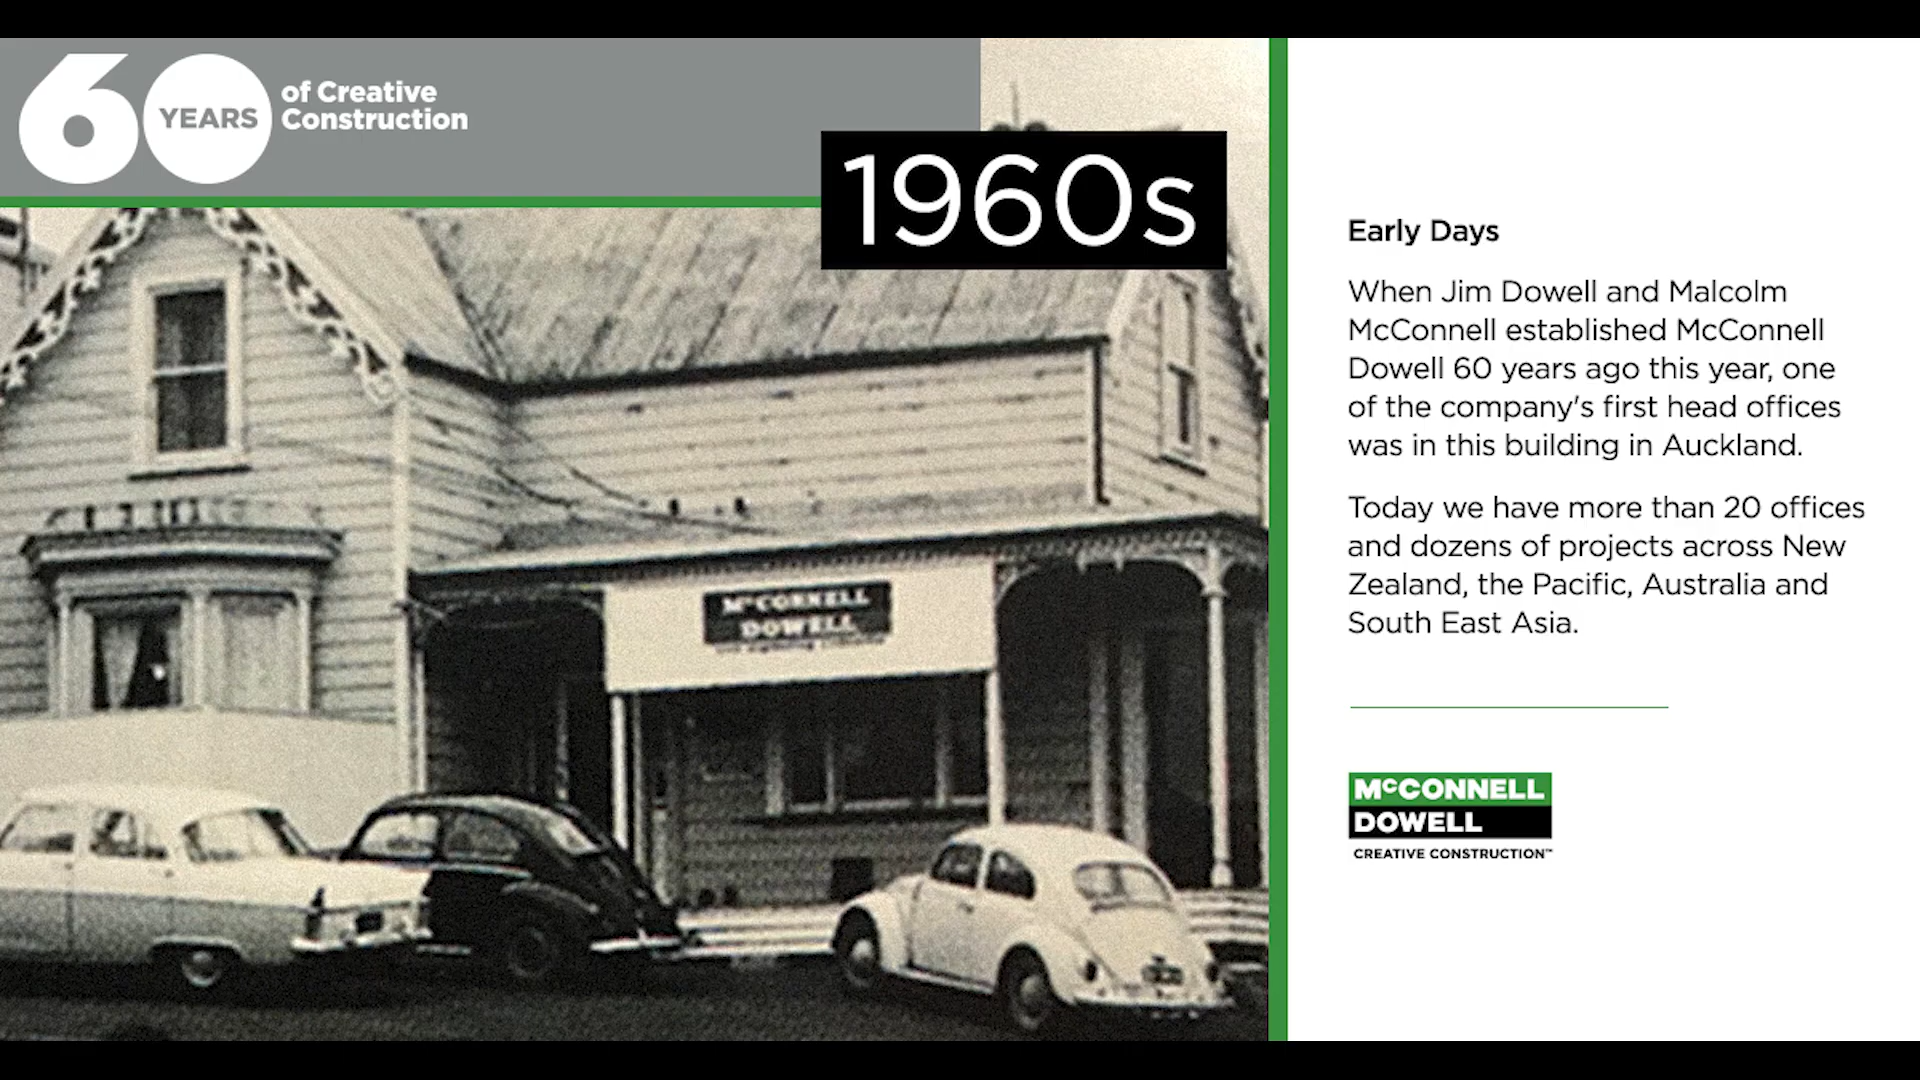 60 YEARS of Creative
Construction
1960s
MCCONNELL
DOWELL
Early Days
When Jim Dowell and Malcolm
McConnell established McConnell
Dowell 60 years ago this year, one
of the company's first head offices
was in this building in Auckland.
Today we have more than 20 offices
and dozens of projects across New
Zealand, the Pacific, Australia and
South East Asia.
McCONNELL
DOWELL
CREATIVE CONSTRUCTION™